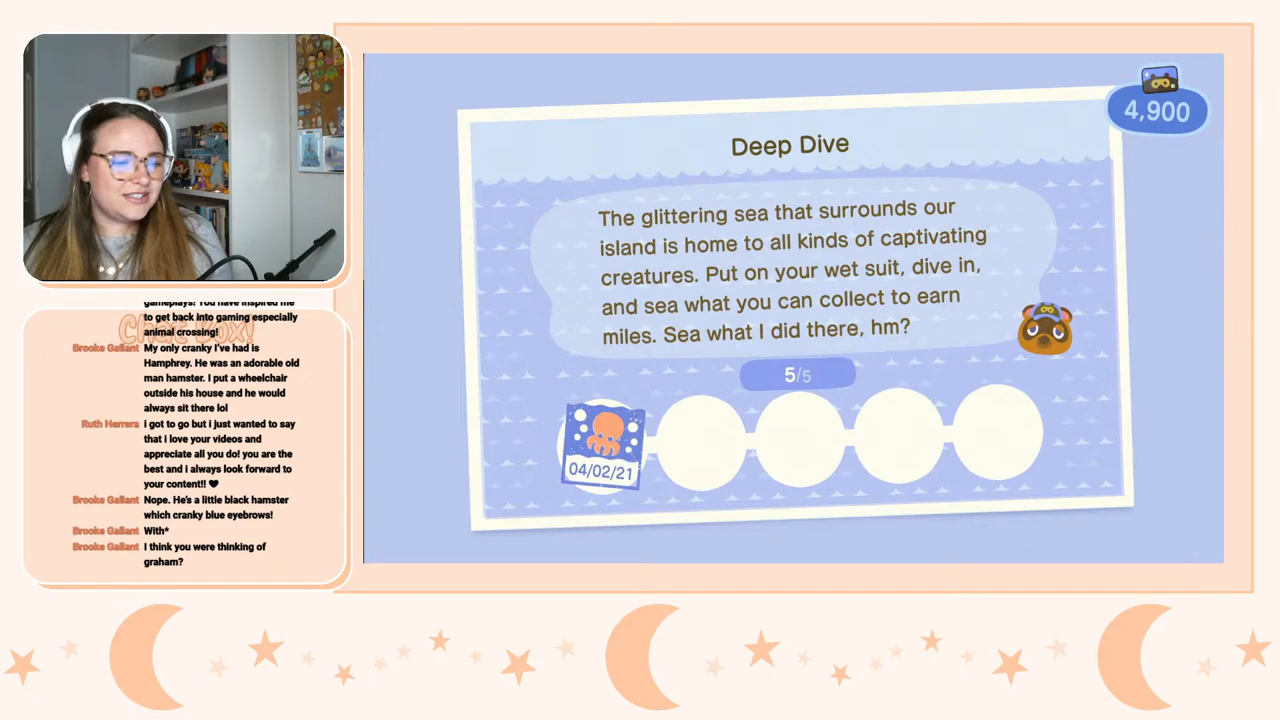 gameplays! You have inspired me
to get back into gaming especially
animal crossing!
Chat Box!
Brooke Gallant My only cranky I've had is
Hamphrey. He was an adorable old
man hamster. I put a wheelchair
outside his house and he would
always sit there lol
Ruth Herrera i got to go but i just wanted to say
that i love your videos and
appreciate all you do! you are the
best and i always look forward to
your content!! 🖤
Brooke Gallant Nope. He's a little black hamster
which cranky blue eyebrows!
Brooke Gallant With*
Brooke Gallant I think you were thinking of
graham?
4,900
Deep Dive
The glittering sea that surrounds our
island is home to all kinds of captivating
creatures. Put on your wet suit, dive in,
and sea what you can collect to earn
miles. Sea what I did there, hm?
5/5
04/02/21